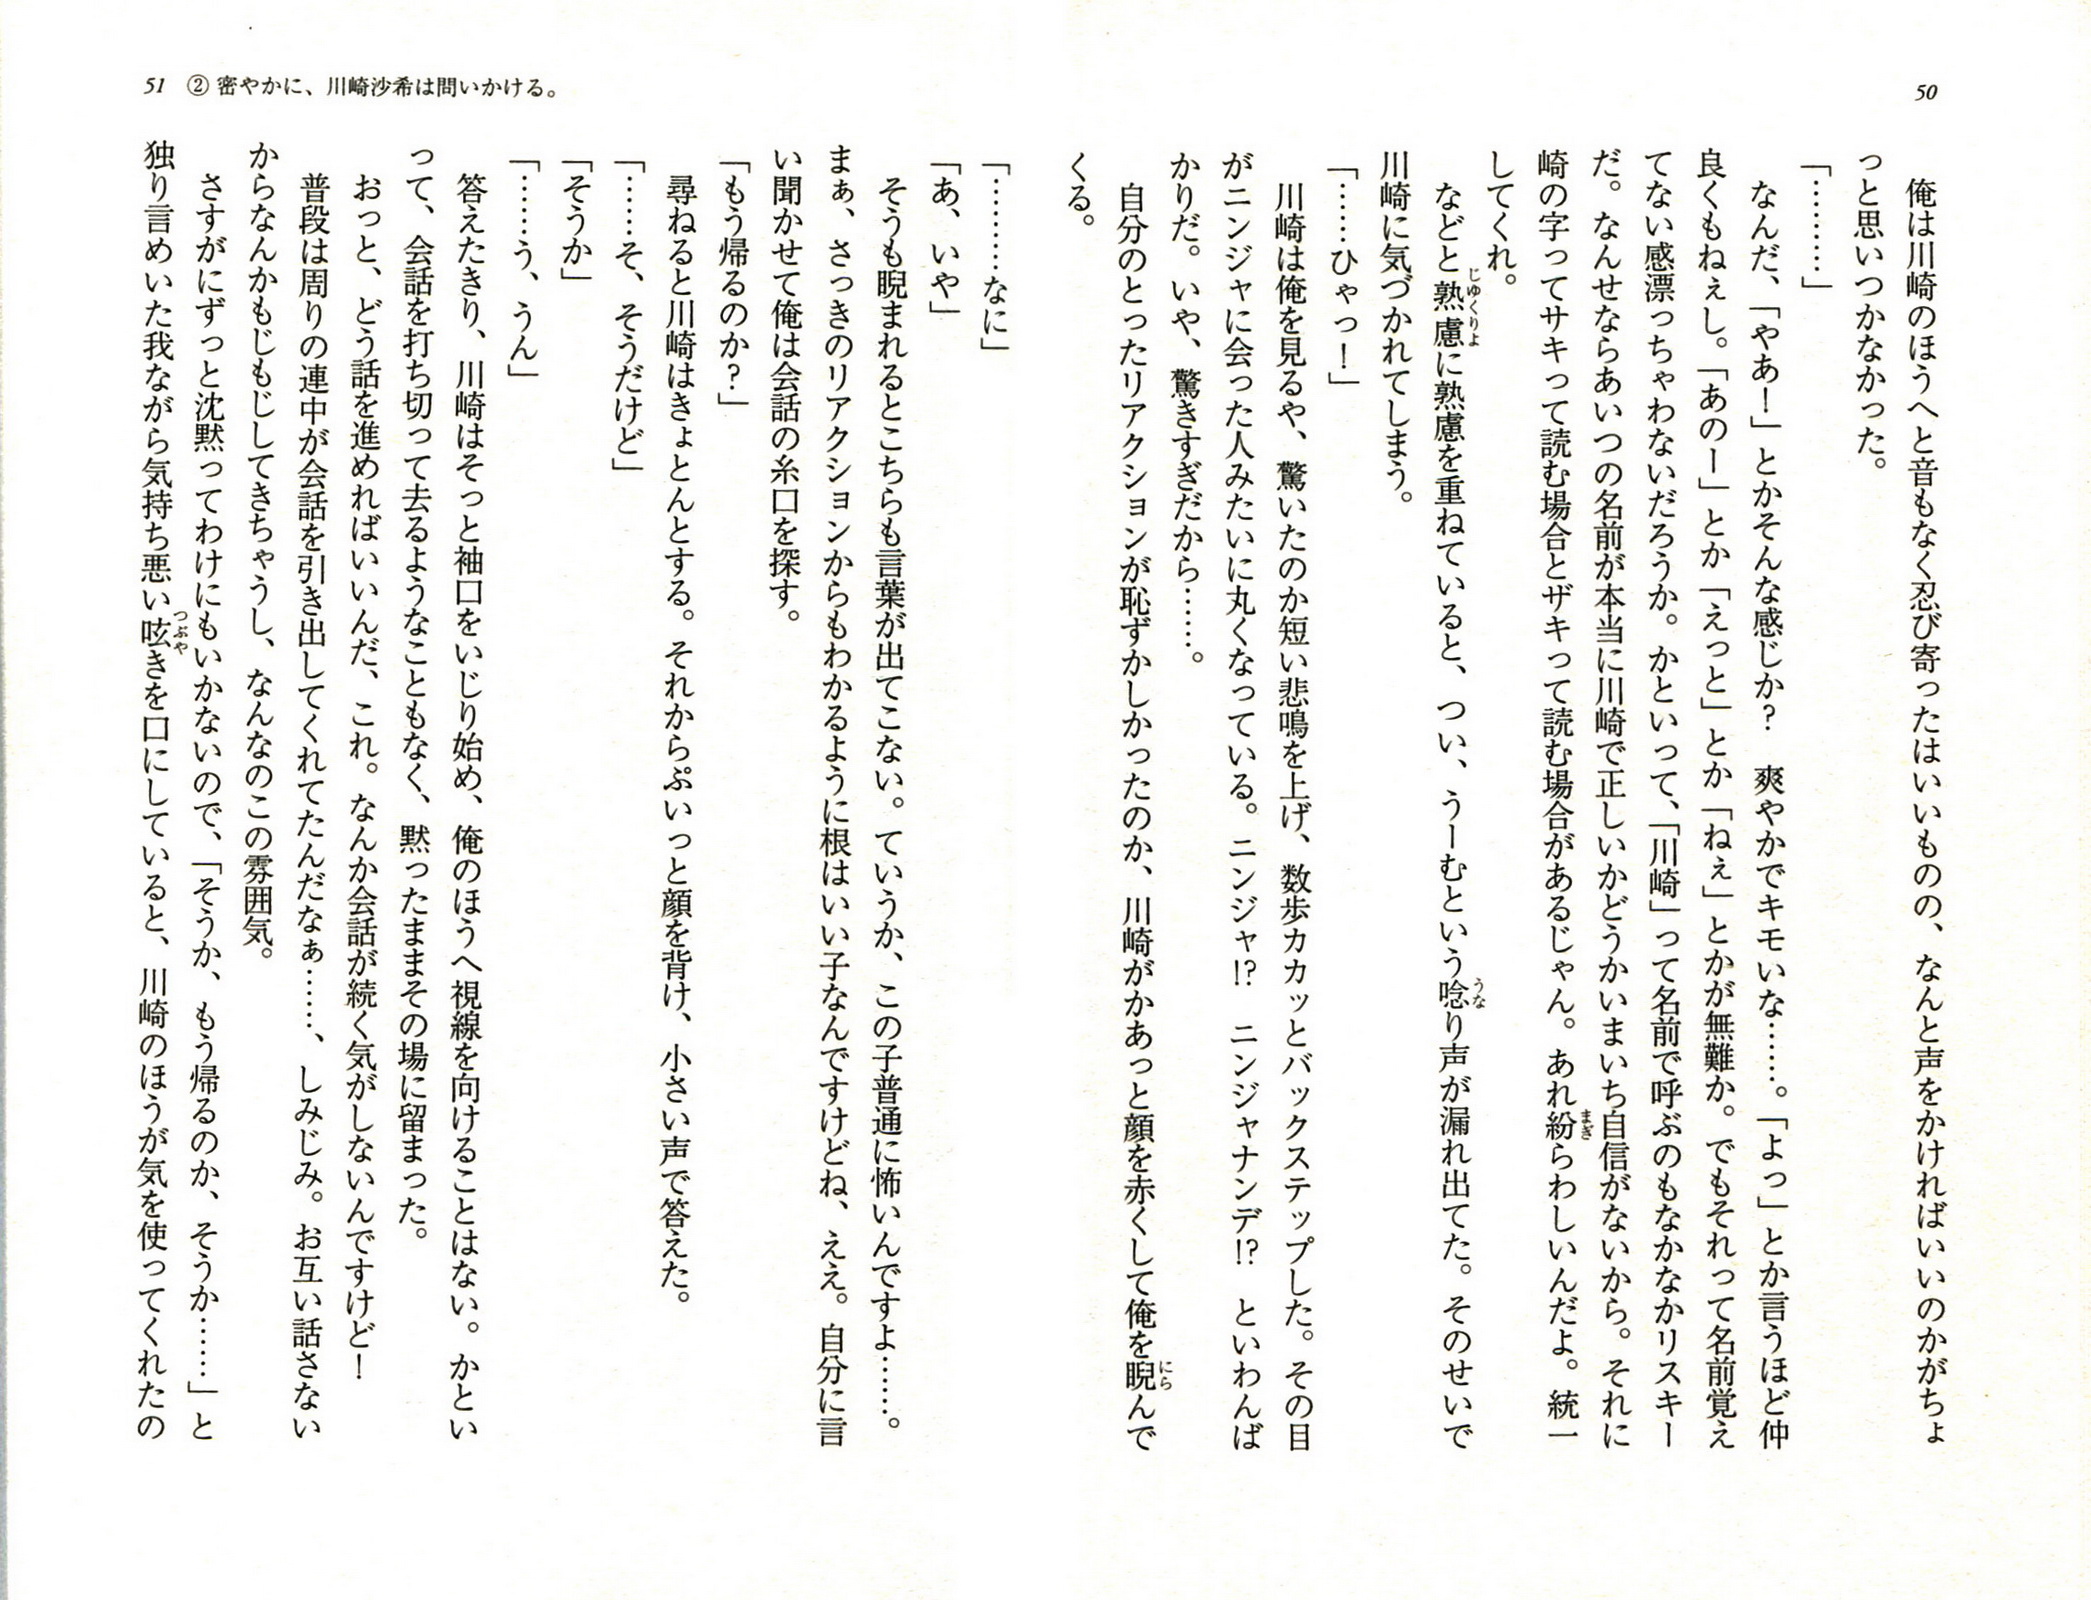 50
俺は川崎のほうへと音もなく忍び寄ったはいいものの、なんと声をかければいいのかがちょ
っと思いつかなかった。
「…………」
なんだ、「やあ！」とかそんな感じか？　爽やかでキモいな……。「よっ」とか言うほど仲
良くもねぇし。「あのー」とか「えっと」とか「ねぇ」とかが無難か。でもそれって名前覚え
てない感漂っちゃわないだろうか。かといって、「川崎」って名前で呼ぶのもなかなかリスキー
だ。なんせならあいつの名前が本当に川崎で正しいかどうかいまいち自信がないから。それに
崎の字ってサキって読む場合とザキって読む場合があるじゃん。あれ紛らわしいんだよ。統一
してくれ。
などと熟慮に熟慮を重ねていると、つい、うーむという唸り声が漏れ出てた。そのせいで
川崎に気づかれてしまう。
「……ひゃっ！」
川崎は俺を見るや、驚いたのか短い悲鳴を上げ、数歩カカッとバックステップした。その目
がニンジャに会った人みたいに丸くなっている。ニンジャ!?　ニンジャナンデ!?　といわんば
かりだ。いや、驚きすぎだから……。
自分のとったリアクションが恥ずかしかったのか、川崎がかあっと顔を赤くして俺を睨んで
くる。
51 ② 密やかに、川崎沙希は問いかける。
「…………なに」
「あ、いや」
そうも睨まれるとこちらも言葉が出てこない。ていうか、この子普通に怖いんですよ……。
まぁ、さっきのリアクションからもわかるように根はいい子なんですけどね、ええ。自分に言
い聞かせて俺は会話の糸口を探す。
「もう帰るのか？」
尋ねると川崎はきょとんとする。それからぷいっと顔を背け、小さい声で答えた。
「……そ、そうだけど」
「そうか」
「……う、うん」
答えたきり、川崎はそっと袖口をいじり始め、俺のほうへ視線を向けることはない。かとい
って、会話を打ち切って去るようなこともなく、黙ったままその場に留まった。
おっと、どう話を進めればいいんだ、これ。なんか会話が続く気がしないんですけど！
普段は周りの連中が会話を引き出してくれてたんだなぁ……、しみじみ。お互い話さない
からなんかもじもじしてきちゃうし、なんなのこの雰囲気。
さすがにずっと沈黙ってわけにもいかないので、「そうか、もう帰るのか、そうか……」と
独り言めいた我ながら気持ち悪い呟きを口にしていると、川崎のほうが気を使ってくれたの